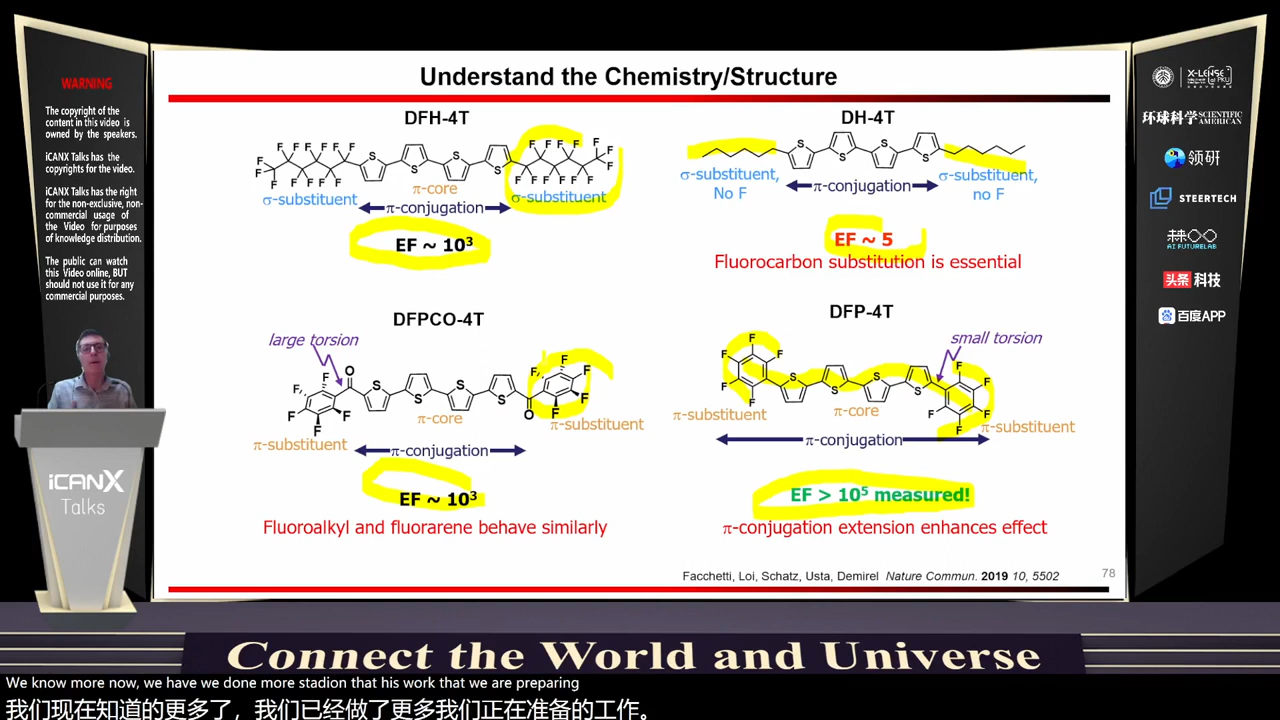 WARNING
The copyright of the
content in this video is
owned by the speakers.
iCANX Talks has the
copyrights for the video.
iCANX Talks has the right
for the non-exclusive, non-
commercial usage of
the Video for purposes
of knowledge distribution.
The public can watch
this Video online, BUT
should not use it for any
commercial purposes.
iCANX
Talks
Understand the Chemistry/Structure
DFH-4T
F F F F F F F F F F F F F
S S S S
F F F F F F F F F F F F F
π-core
σ-substituent
σ-substituent
π-conjugation
EF ~ 10³
DH-4T
S S S S
σ-substituent,
No F
π-conjugation
σ-substituent,
no F
EF ~ 5
Fluorocarbon substitution is essential
DFPCO-4T
large torsion
F F F F F O S S S S O F F F F F
π-core
π-substituent
π-substituent
π-conjugation
EF ~ 10³
Fluoroalkyl and fluorarene behave similarly
DFP-4T
small torsion
F F F F F S S S S F F F F F
π-substituent
π-core
π-substituent
π-conjugation
EF > 10⁵ measured!
π-conjugation extension enhances effect
Facchetti, Loi, Schatz, Usta, Demirel Nature Commun. 2019 10, 5502
78
X-LENSE
环球科学 SCIENTIFIC AMERICAN
领研
STEERTECH
AI FUTURELAB
头条 科技
百度APP
Connect the World and Universe
We know more now, we have we done more stadion that his work that we are preparing
我们现在知道的更多了，我们已经做了更多我们正在准备的工作。